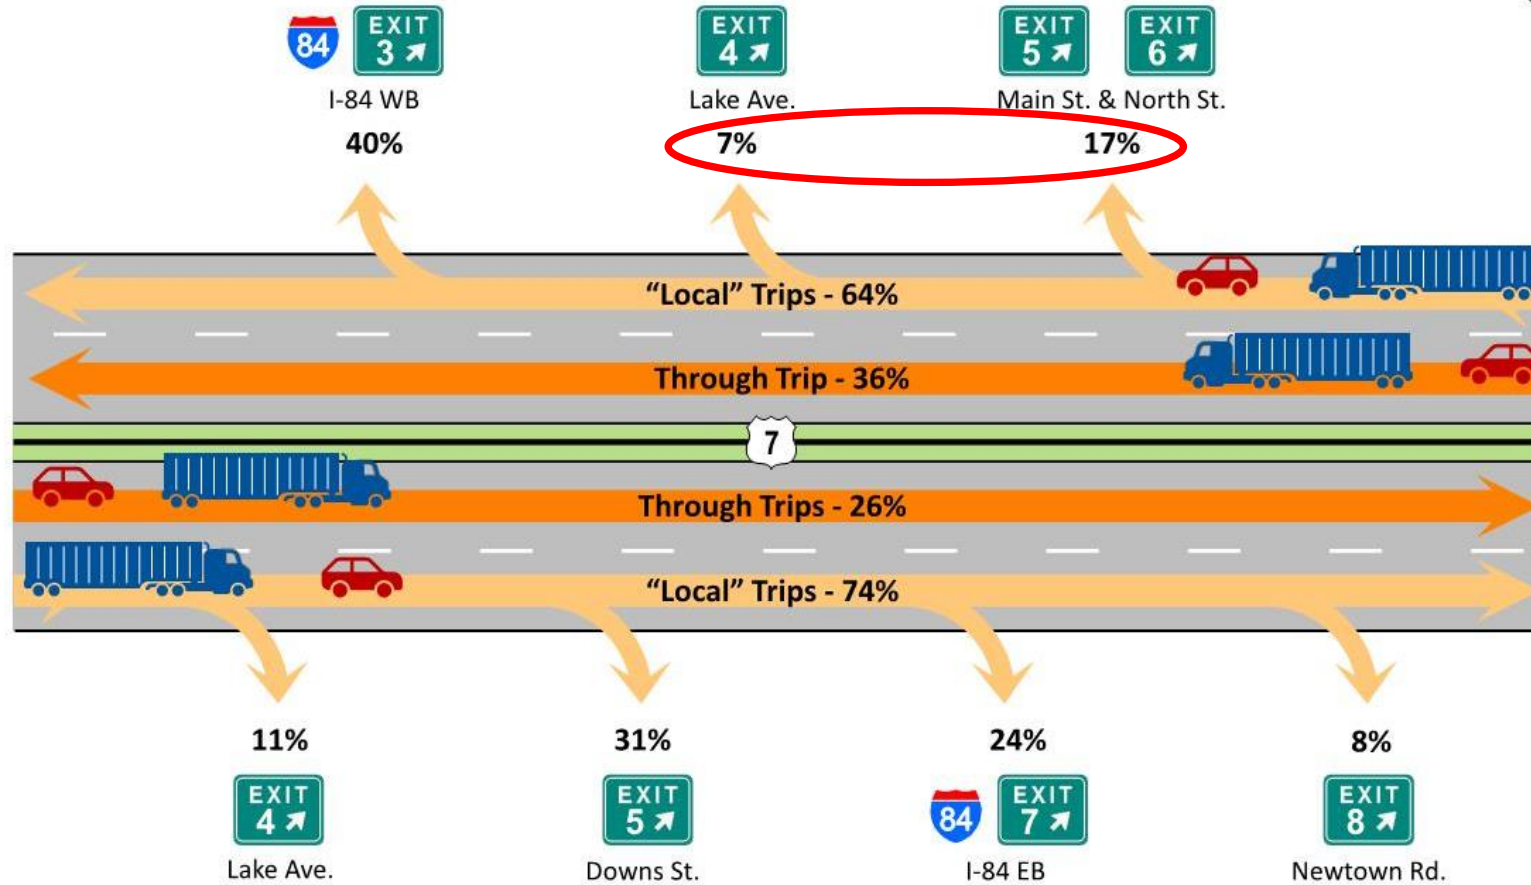 84 EXIT 3 EXIT 4 EXIT 5 EXIT 6
I-84 WB Lake Ave. Main St. & North St.
40% 7% 17%
“Local” Trips - 64%
Through Trip - 36%
7
Through Trips - 26%
“Local” Trips - 74%
11% 31% 24% 8%
EXIT 4 EXIT 5 84 EXIT 7 EXIT 8
Lake Ave. Downs St. I-84 EB Newtown Rd.